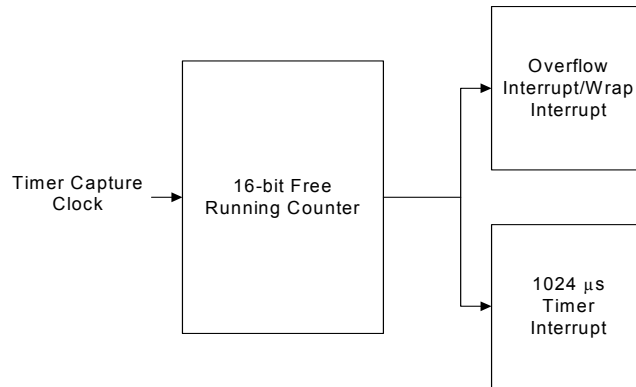 Timer Capture
Clock
16-bit Free
Running Counter
Overflow
Interrupt/Wrap
Interrupt
1024 μs
Timer
Interrupt